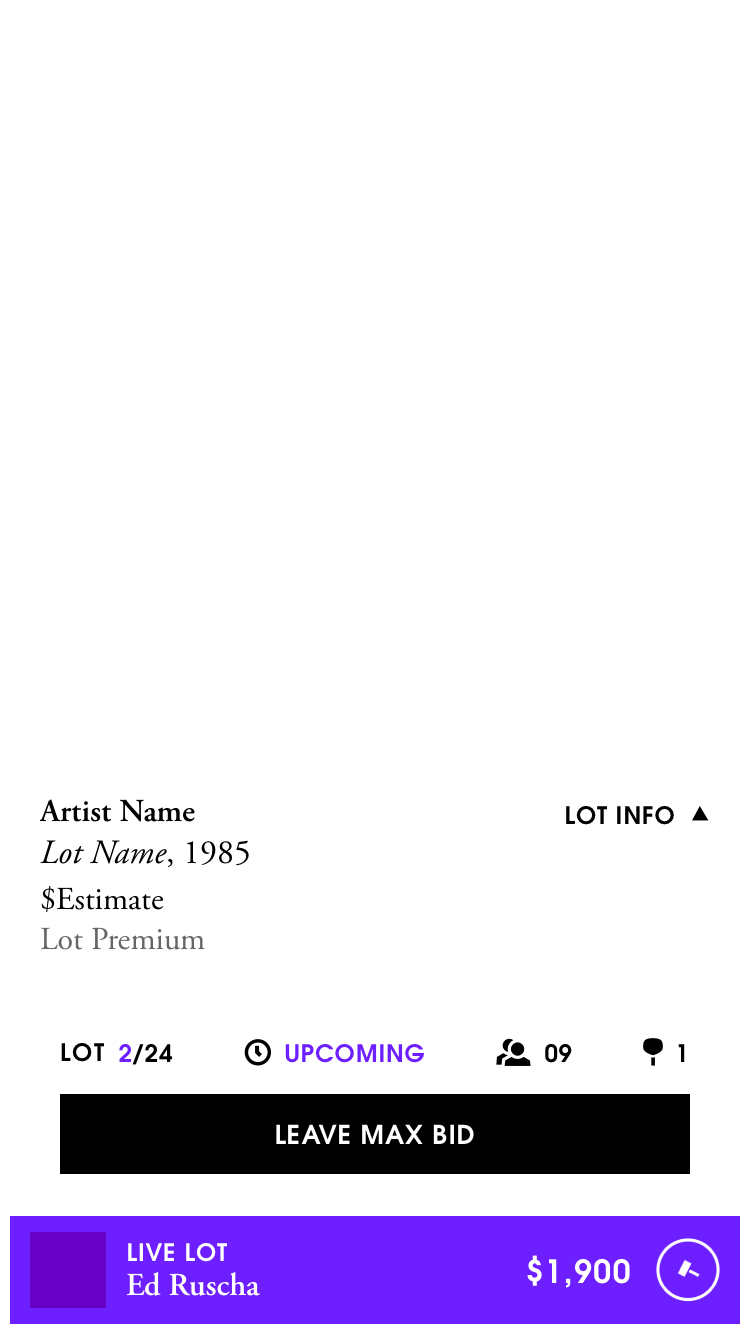 Artist Name
LOT INFO
Lot Name, 1985
$Estimate
Lot Premium
LOT 2/24 UPCOMING 09 1
LEAVE MAX BID
LIVE LOT
Ed Ruscha
$1,900